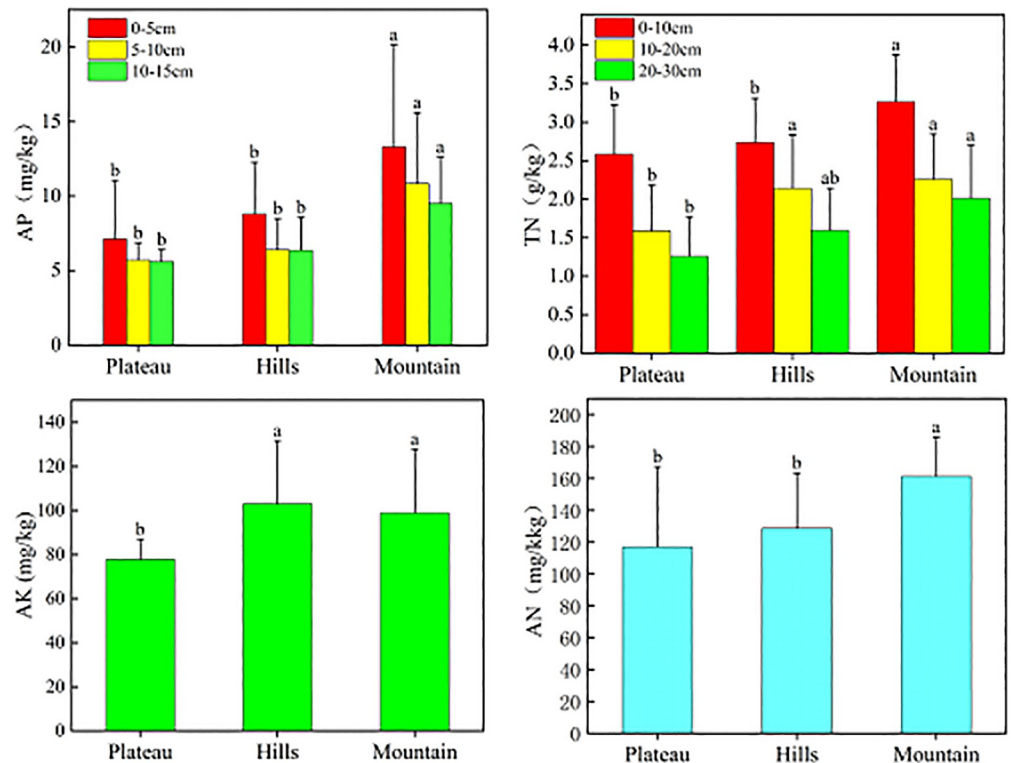 0-5cm
5-10cm
10-15cm
AP（mg/kg）
20
15
10
5
0
b
b
b
b
b
b
a
a
a
Plateau
Hills
Mountain
0-10cm
10-20cm
20-30cm
TN（g/kg）
4.0
3.5
3.0
2.5
2.0
1.5
1.0
0.5
0.0
b
b
b
b
a
ab
a
a
a
Plateau
Hills
Mountain
AK (mg/kg)
140
120
100
80
60
40
20
0
b
a
a
Plateau
Hills
Mountain
AN（mg/kkg）
200
180
160
140
120
100
80
60
40
20
0
b
b
a
Plateau
Hills
Mountain